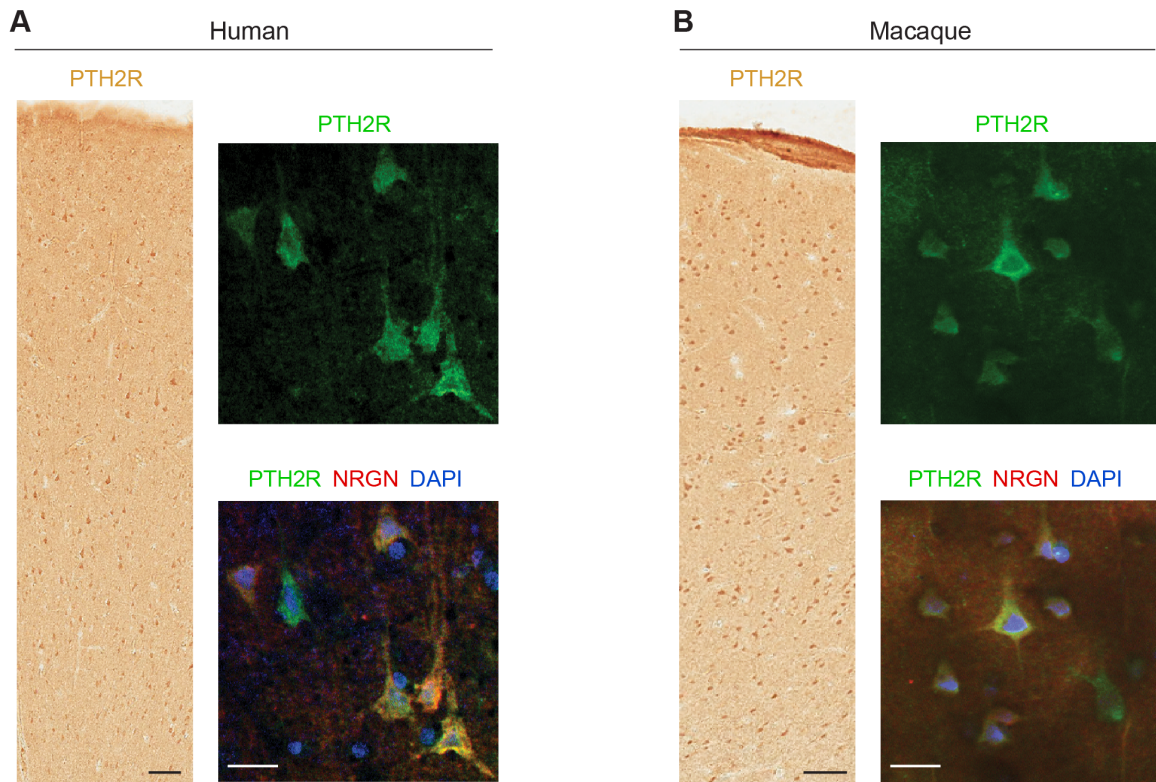 A
Human
PTH2R
PTH2R
PTH2R NRGN DAPI
B
Macaque
PTH2R
PTH2R
PTH2R NRGN DAPI